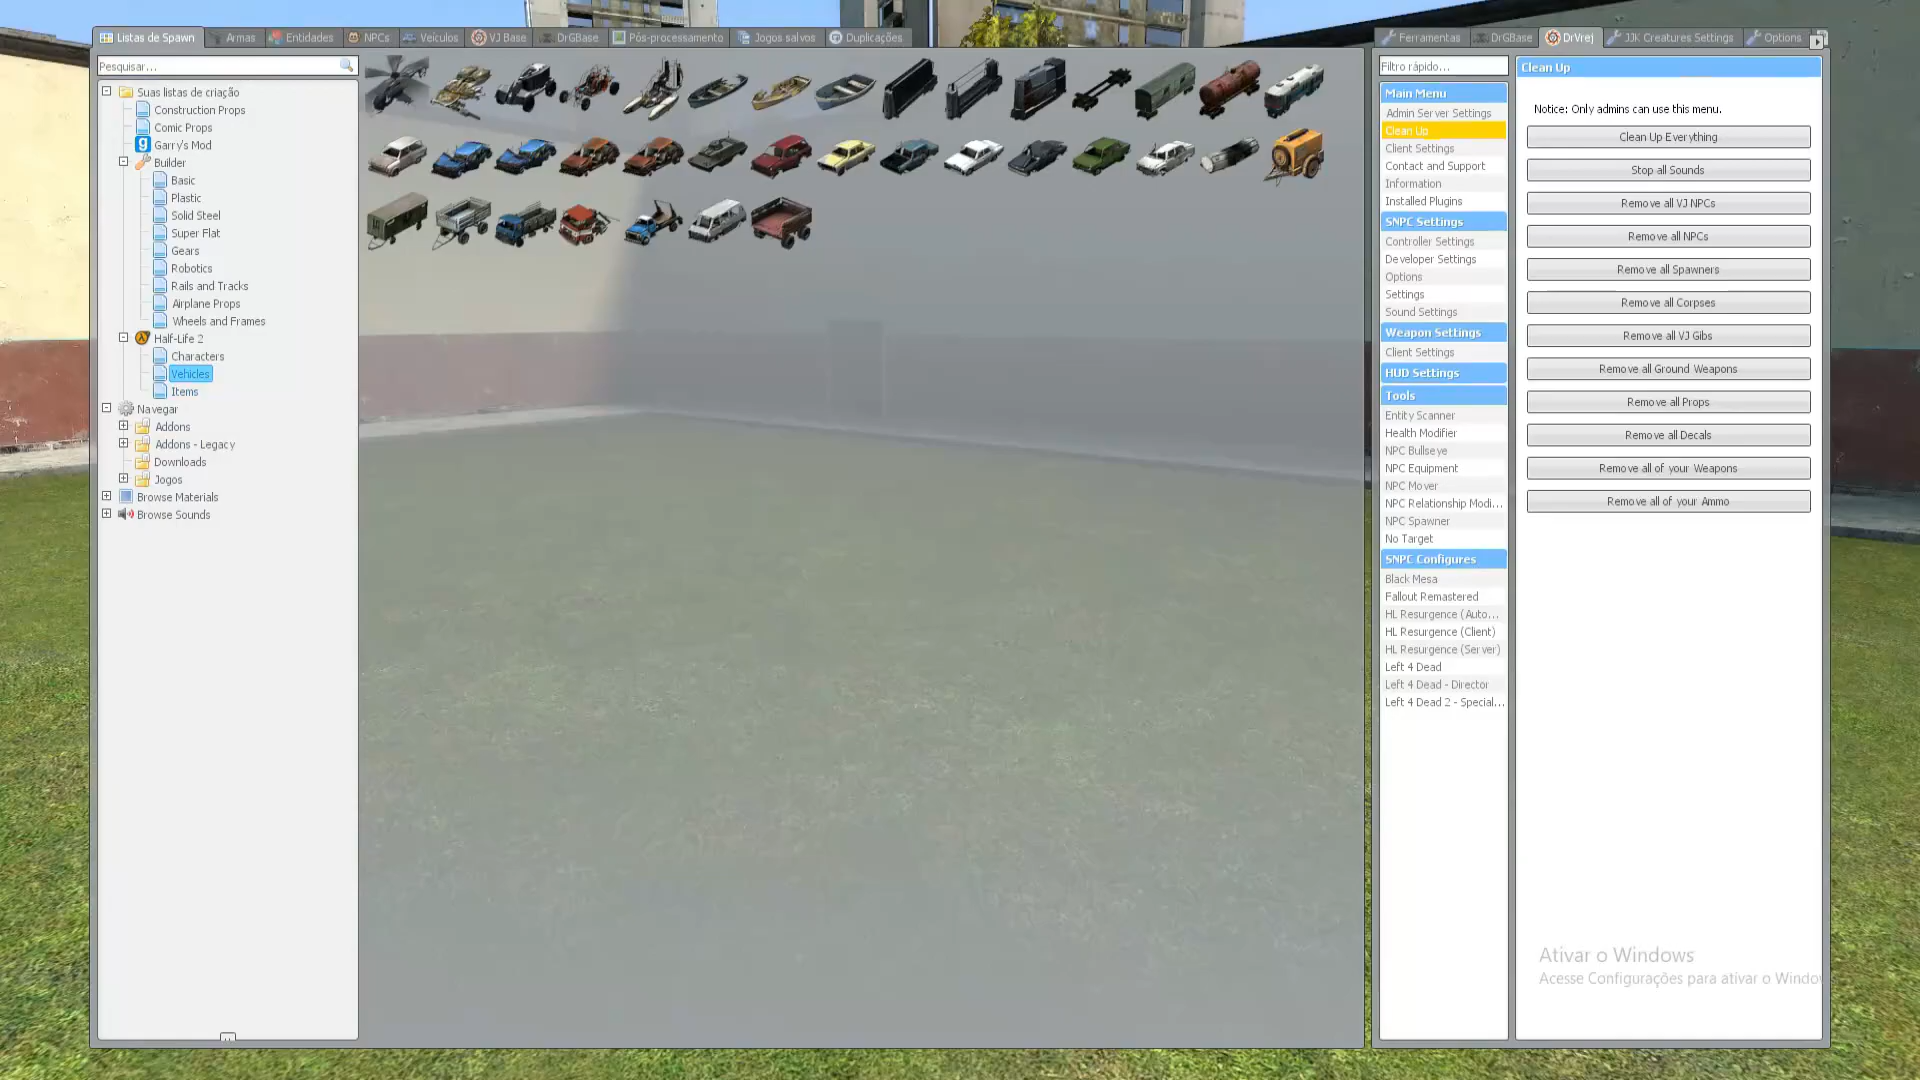 Listas de Spawn
Armas
Entidades
NPCs
Veículos
VJ Base
DrGBase
Pós-processamento
Jogos salvos
Duplicações
Pesquisar...
Suas listas de criação
Construction Props
Comic Props
Garry's Mod
Builder
Basic
Plastic
Solid Steel
Super Flat
Gears
Robotics
Rails and Tracks
Airplane Props
Wheels and Frames
Half-Life 2
Characters
Vehicles
Items
Navegar
Addons
Addons - Legacy
Downloads
Jogos
Browse Materials
Browse Sounds
Ferramentas
DrGBase
DrVrej
JJK Creatures Settings
Options
Filtro rápido...
Main Menu
Admin Server Settings
Clean Up
Client Settings
Contact and Support
Information
Installed Plugins
SNPC Settings
Controller Settings
Developer Settings
Options
Settings
Sound Settings
Weapon Settings
Client Settings
HUD Settings
Tools
Entity Scanner
Health Modifier
NPC Bullseye
NPC Equipment
NPC Mover
NPC Relationship Modi...
NPC Spawner
No Target
SNPC Configures
Black Mesa
Fallout Remastered
HL Resurgence (Auto...
HL Resurgence (Client)
HL Resurgence (Server)
Left 4 Dead
Left 4 Dead - Director
Left 4 Dead 2 - Special...
Clean Up
Notice: Only admins can use this menu.
Clean Up Everything
Stop all Sounds
Remove all VJ NPCs
Remove all NPCs
Remove all Spawners
Remove all Corpses
Remove all VJ Gibs
Remove all Ground Weapons
Remove all Props
Remove all Decals
Remove all of your Weapons
Remove all of your Ammo
Ativar o Windows
Acesse Configurações para ativar o Windo